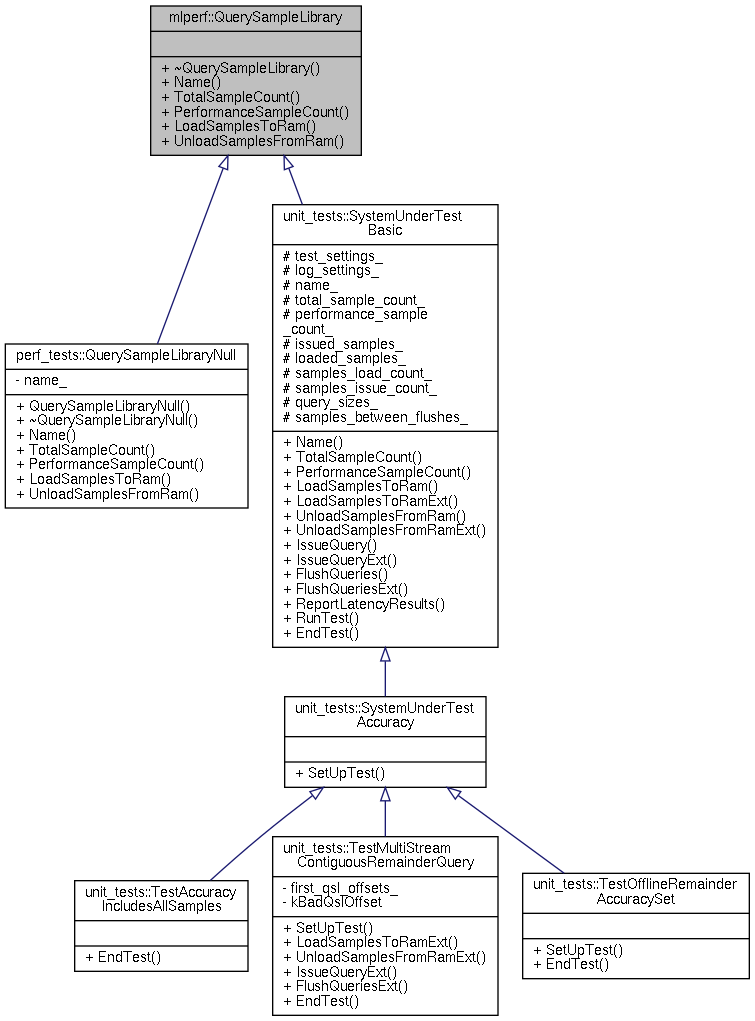 mlperf::QuerySampleLibrary
+ ~QuerySampleLibrary()
+ Name()
+ TotalSampleCount()
+ PerformanceSampleCount()
+ LoadSamplesToRam()
+ UnloadSamplesFromRam()
perf_tests::QuerySampleLibraryNull
- name_
+ QuerySampleLibraryNull()
+ ~QuerySampleLibraryNull()
+ Name()
+ TotalSampleCount()
+ PerformanceSampleCount()
+ LoadSamplesToRam()
+ UnloadSamplesFromRam()
unit_tests::SystemUnderTest
Basic
# test_settings_
# log_settings_
# name_
# total_sample_count_
# performance_sample
_count_
# issued_samples_
# loaded_samples_
# samples_load_count_
# samples_issue_count_
# query_sizes_
# samples_between_flushes_
+ Name()
+ TotalSampleCount()
+ PerformanceSampleCount()
+ LoadSamplesToRam()
+ LoadSamplesToRamExt()
+ UnloadSamplesFromRam()
+ UnloadSamplesFromRamExt()
+ IssueQuery()
+ IssueQueryExt()
+ FlushQueries()
+ FlushQueriesExt()
+ ReportLatencyResults()
+ RunTest()
+ EndTest()
unit_tests::SystemUnderTest
Accuracy
+ SetUpTest()
unit_tests::TestAccuracy
IncludesAllSamples
+ EndTest()
unit_tests::TestMultiStream
ContiguousRemainderQuery
- first_qsl_offsets_
- kBadQslOffset
+ SetUpTest()
+ LoadSamplesToRamExt()
+ UnloadSamplesFromRamExt()
+ IssueQueryExt()
+ FlushQueriesExt()
+ EndTest()
unit_tests::TestOfflineRemainder
AccuracySet
+ SetUpTest()
+ EndTest()